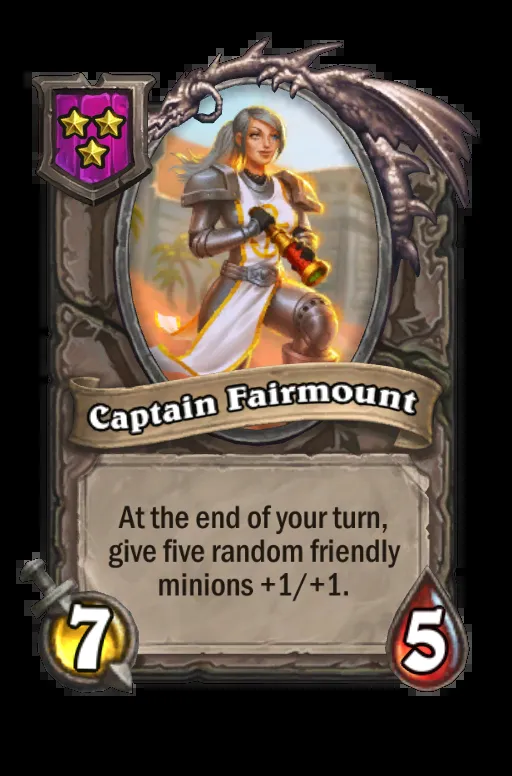 Captain Fairmount
At the end of your turn,
give five random friendly
minions +1/+1.
7
5